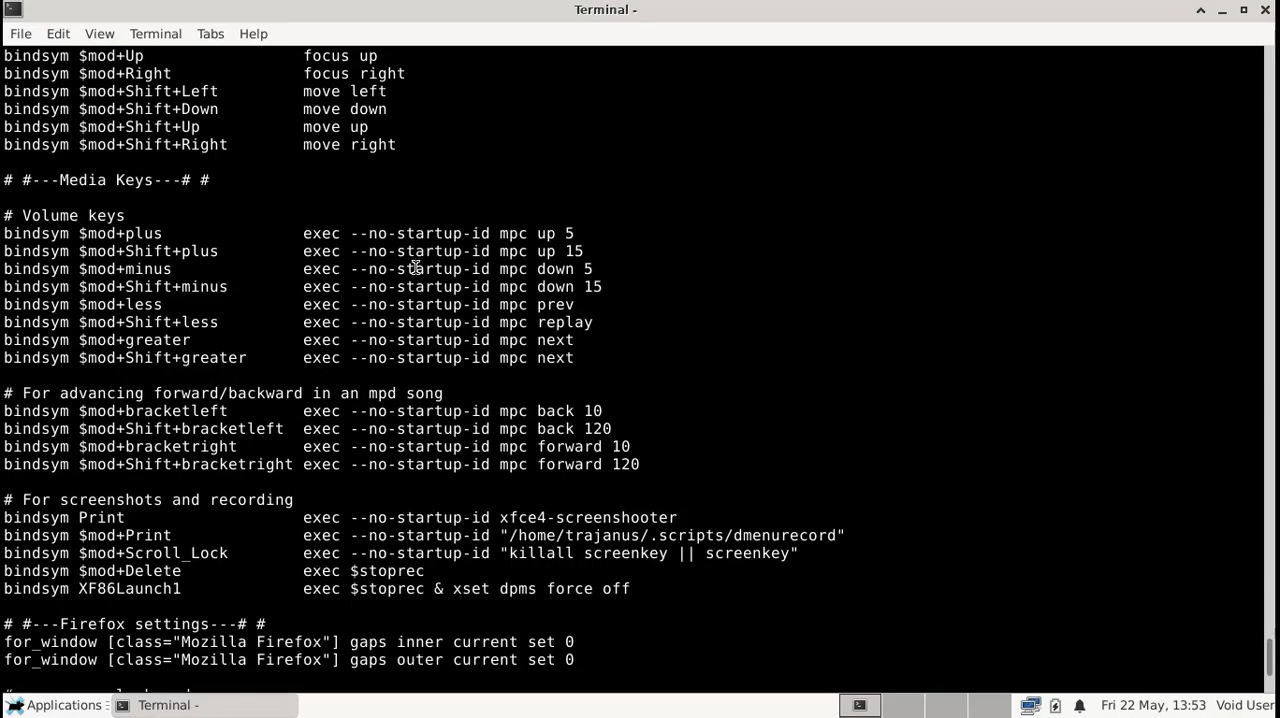 Terminal -
File Edit View Terminal Tabs Help
bindsym $mod+Up                 focus up
bindsym $mod+Right              focus right
bindsym $mod+Shift+Left         move left
bindsym $mod+Shift+Down         move down
bindsym $mod+Shift+Up           move up
bindsym $mod+Shift+Right        move right
# #---Media Keys---# #
# Volume keys
bindsym $mod+plus               exec --no-startup-id mpc up 5
bindsym $mod+Shift+plus         exec --no-startup-id mpc up 15
bindsym $mod+minus              exec --no-startup-id mpc down 5
bindsym $mod+Shift+minus        exec --no-startup-id mpc down 15
bindsym $mod+less               exec --no-startup-id mpc prev
bindsym $mod+Shift+less         exec --no-startup-id mpc replay
bindsym $mod+greater            exec --no-startup-id mpc next
bindsym $mod+Shift+greater      exec --no-startup-id mpc next
# For advancing forward/backward in an mpd song
bindsym $mod+bracketleft        exec --no-startup-id mpc back 10
bindsym $mod+Shift+bracketleft  exec --no-startup-id mpc back 120
bindsym $mod+bracketright       exec --no-startup-id mpc forward 10
bindsym $mod+Shift+bracketright exec --no-startup-id mpc forward 120
# For screenshots and recording
bindsym Print                   exec --no-startup-id xfce4-screenshooter
bindsym $mod+Print              exec --no-startup-id "/home/trajanus/.scripts/dmenurecord"
bindsym $mod+Scroll_Lock        exec --no-startup-id "killall screenkey || screenkey"
bindsym $mod+Delete             exec $stoprec
bindsym XF86Launch1             exec $stoprec & xset dpms force off
# #---Firefox settings---# #
for_window [class="Mozilla Firefox"] gaps inner current set 0
for_window [class="Mozilla Firefox"] gaps outer current set 0
Applications Terminal - Fri 22 May, 13:53 Void User